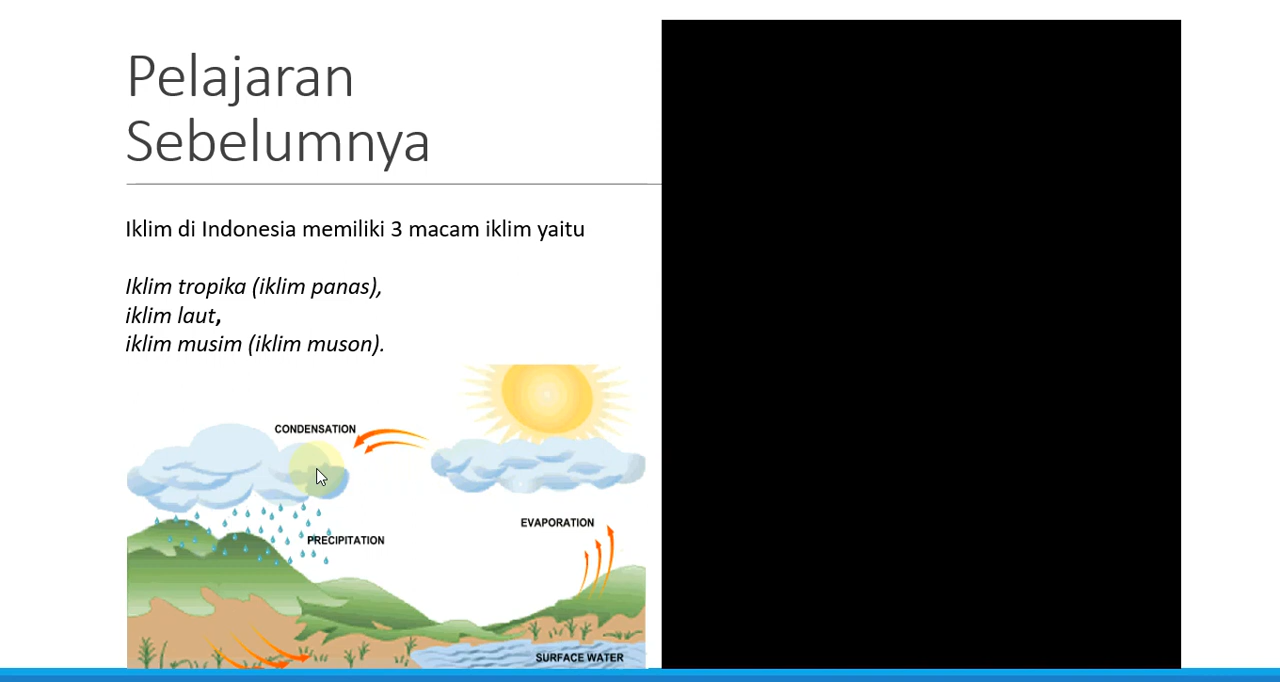 Pelajaran
Sebelumnya
Iklim di Indonesia memiliki 3 macam iklim yaitu
Iklim tropika (iklim panas),
iklim laut,
iklim musim (iklim muson).
CONDENSATION
EVAPORATION
PRECIPITATION
SURFACE WATER